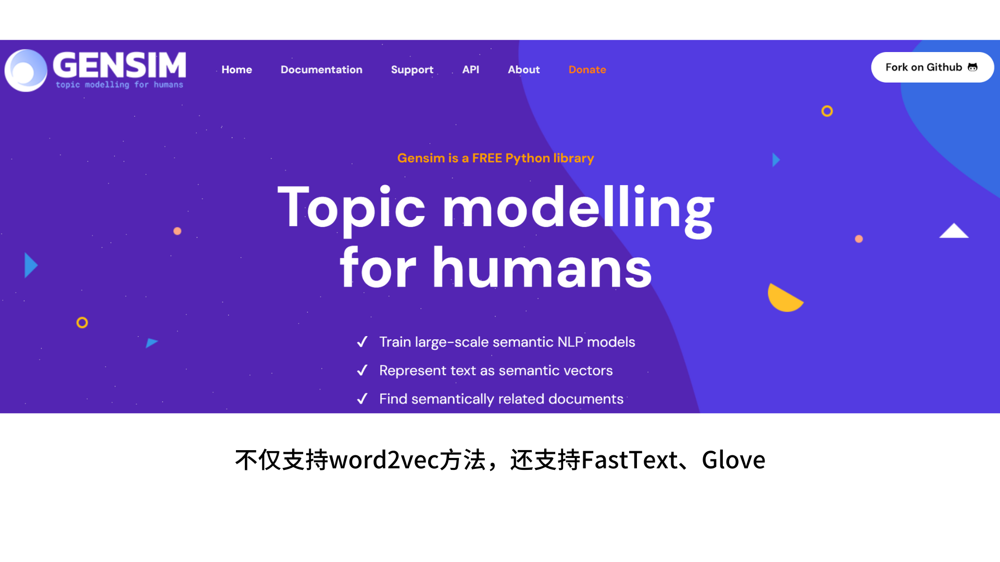 GENSIM
topic modelling for humans
Home Documentation Support API About Donate
Fork on Github
Gensim is a FREE Python library
Topic modelling
for humans
✓ Train large-scale semantic NLP models
✓ Represent text as semantic vectors
✓ Find semantically related documents
不仅支持word2vec方法，还支持FastText、Glove